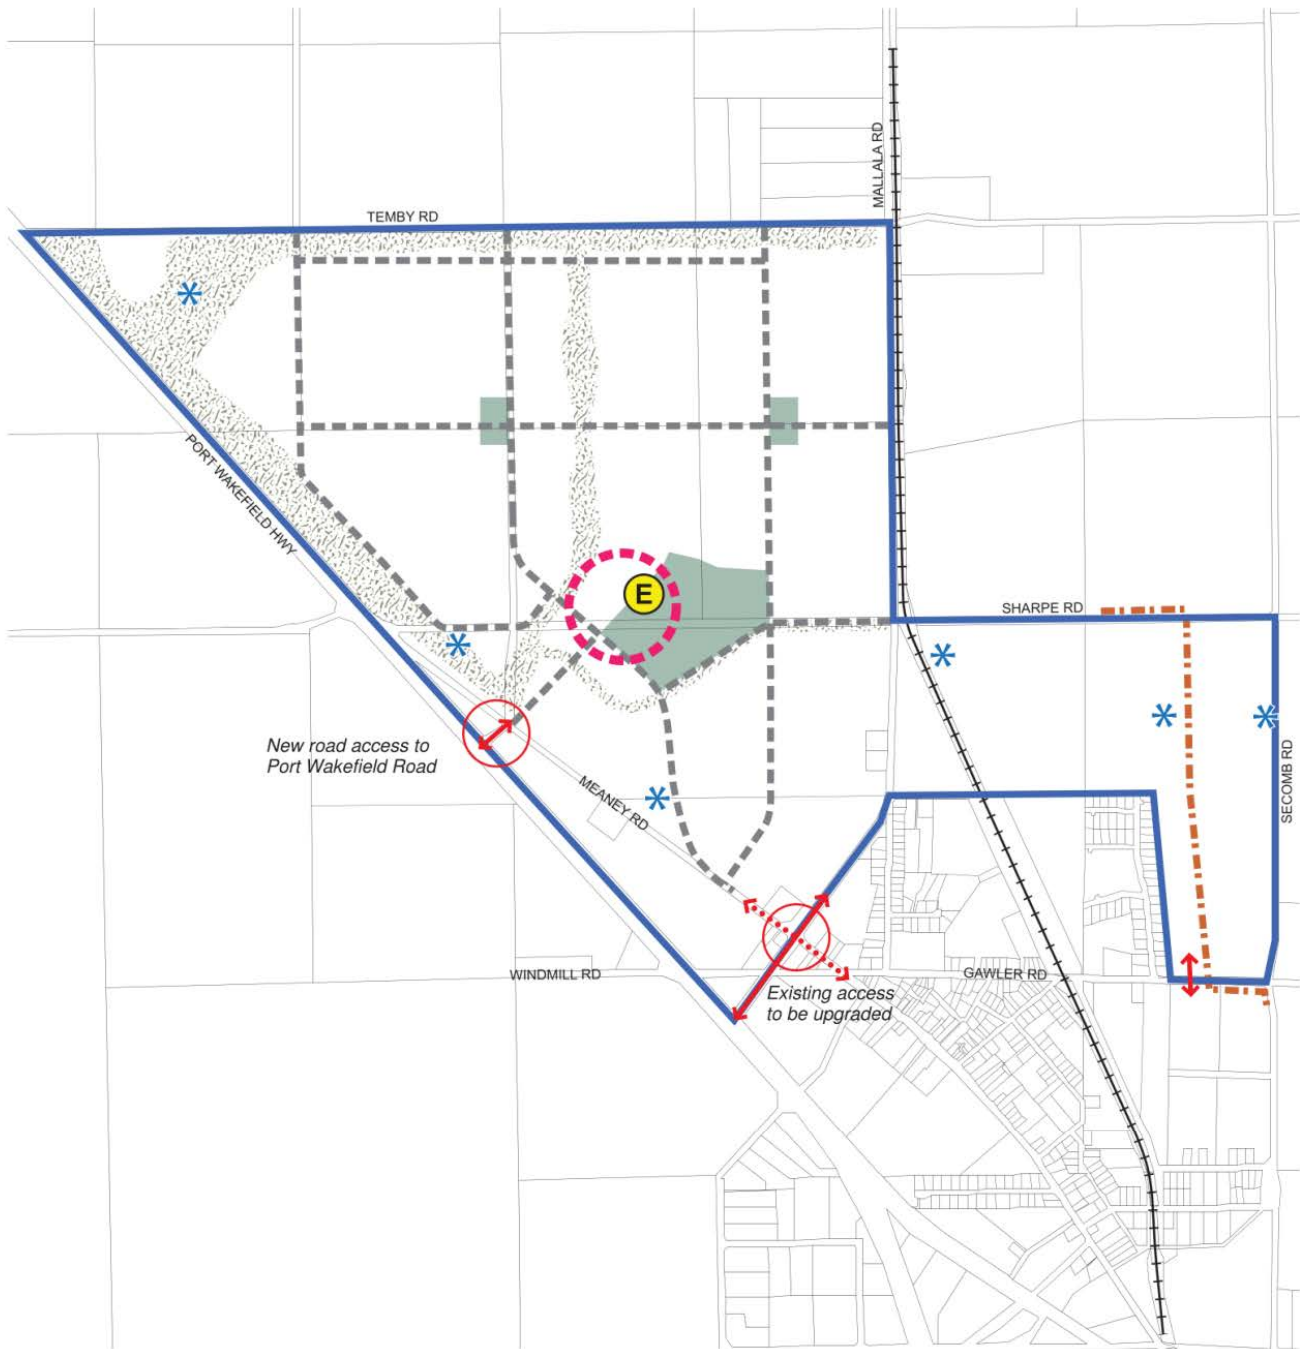 MALLALA RD
TEMBY RD
PORT WAKEFIELD HWY
E
SHARPE RD
New road access to
Port Wakefield Road
MEANEY RD
SECOMB RD
WINDMILL RD
GAWLER RD
Existing access
to be upgraded